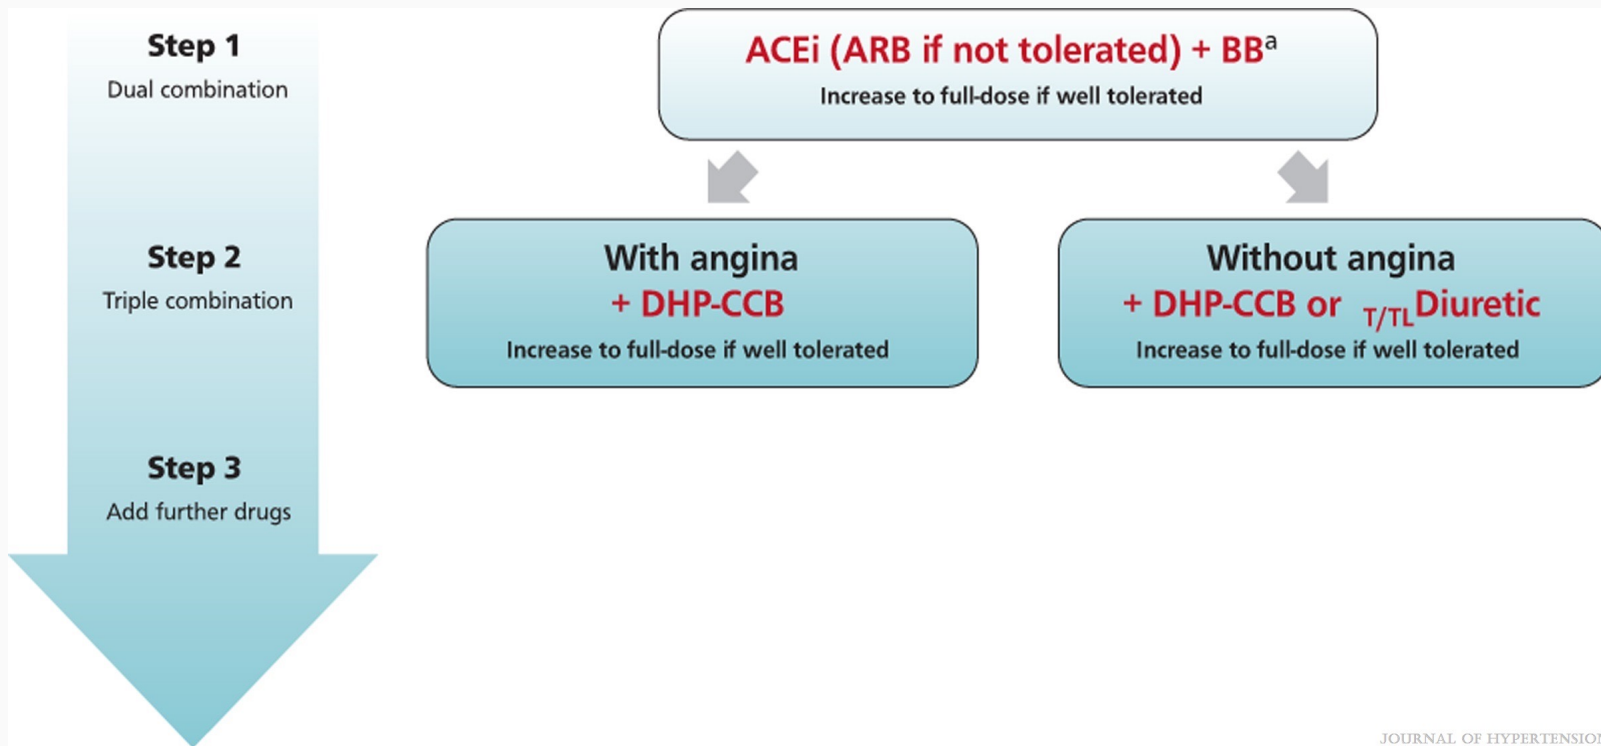 Step 1
Dual combination
ACEi (ARB if not tolerated) + BBᵃ
Increase to full-dose if well tolerated
Step 2
Triple combination
With angina
+ DHP-CCB
Increase to full-dose if well tolerated
Without angina
+ DHP-CCB or T/TLDiuretic
Increase to full-dose if well tolerated
Step 3
Add further drugs
JOURNAL OF HYPERTENSION